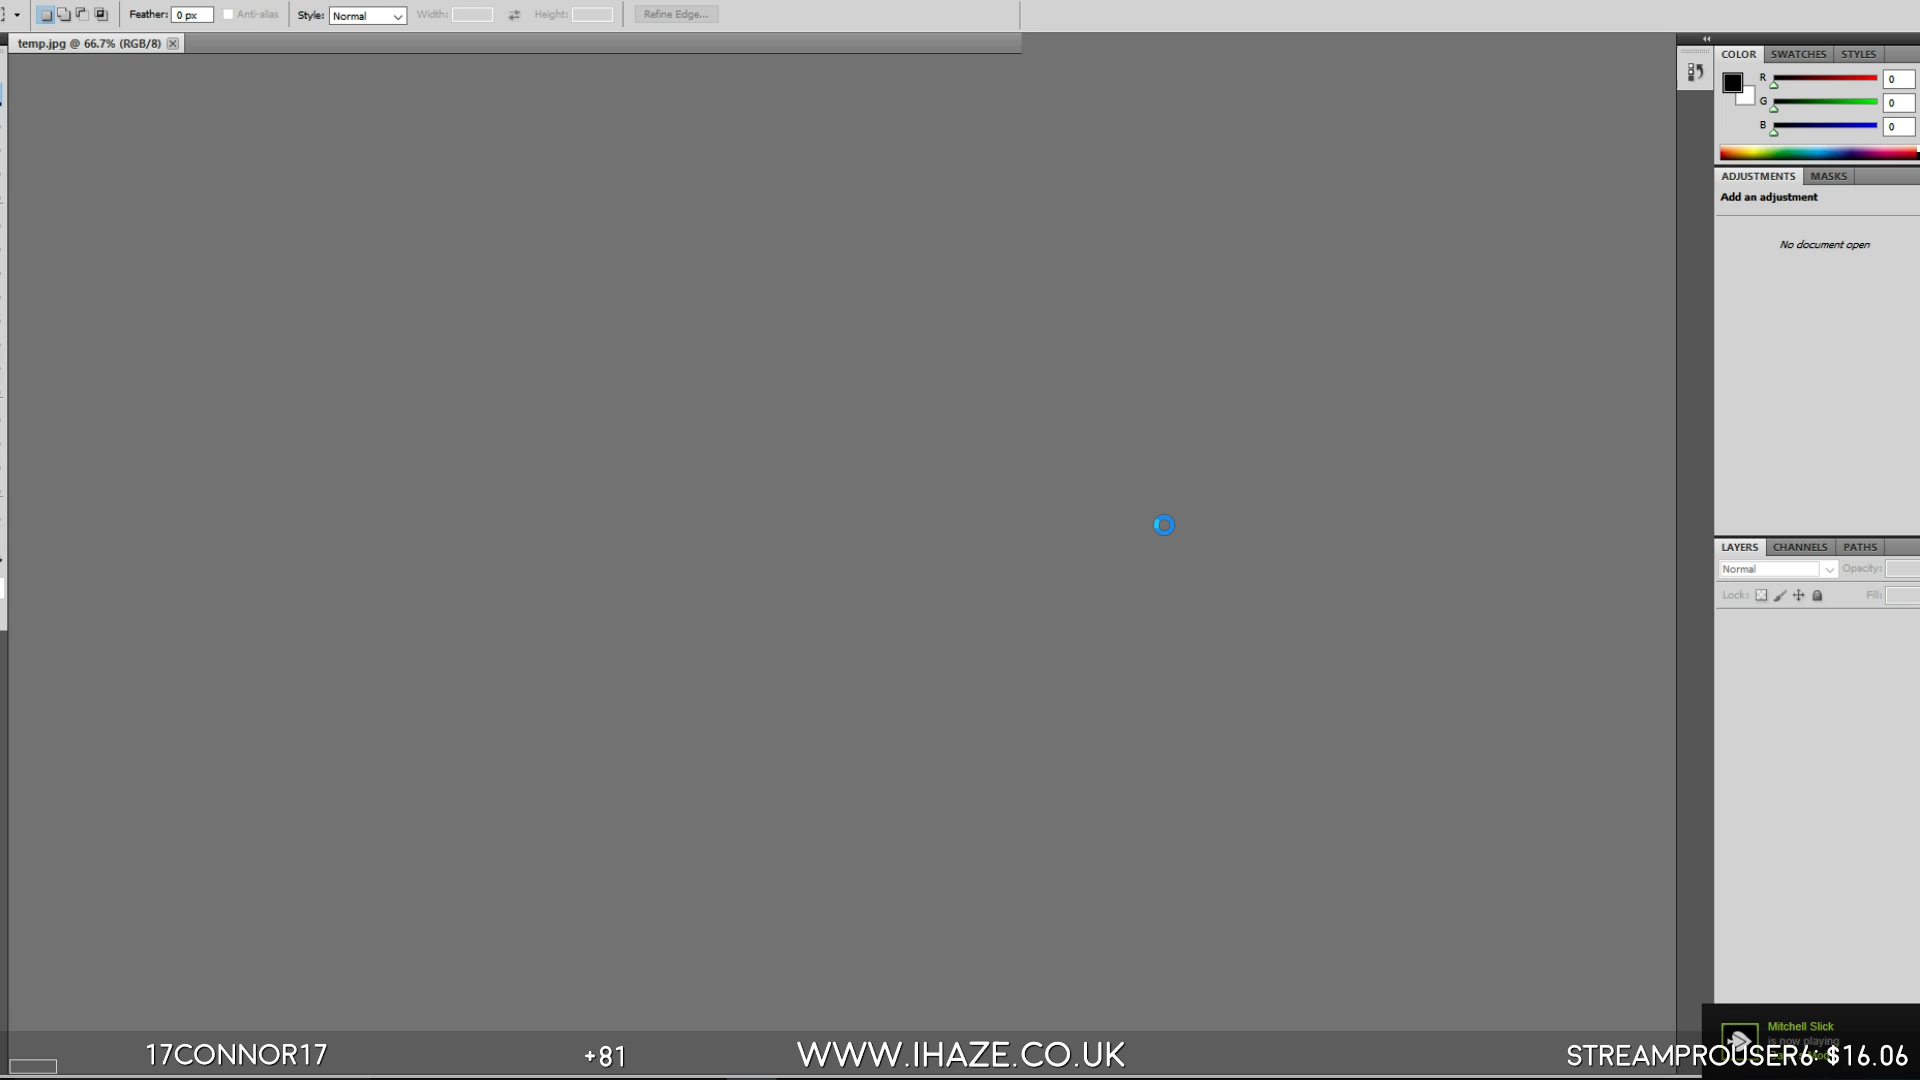 Feather: 0 px Anti-alias Style: Normal Width: Height: Refine Edge...
temp.jpg @ 66.7% (RGB/8)
COLOR SWATCHES STYLES
R 0
G 0
B 0
ADJUSTMENTS MASKS
Add an adjustment
No document open
LAYERS CHANNELS PATHS
Normal Opacity:
Lock: Fill:
Mitchell Slick
is now playing
17CONNOR17 +81 WWW.IHAZE.CO.UK STREAMPROUSER6: $16.06